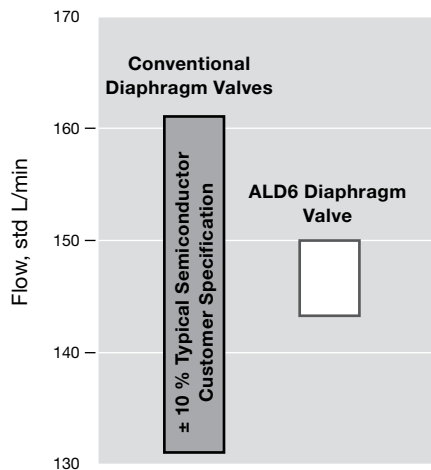 170
Conventional
Diaphragm Valves
160
ALD6 Diaphragm
Valve
150
140
130
Flow, std L/min
± 10 % Typical Semiconductor
Customer Specification